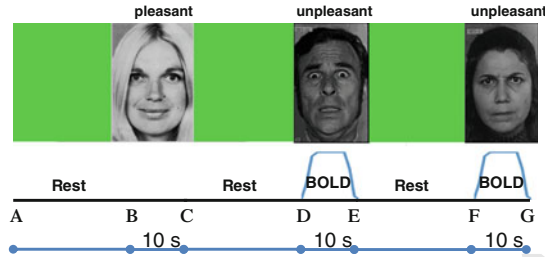 pleasant unpleasant unpleasant
BOLD BOLD
Rest Rest Rest
A B C D E F G
10 s 10 s 10 s